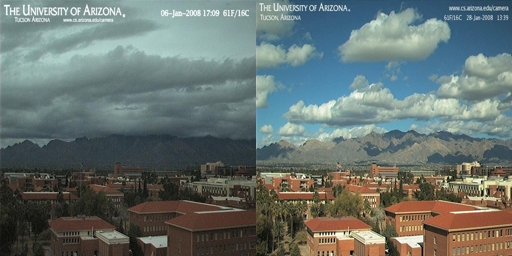 THE UNIVERSITY OF ARIZONA®
TUCSON ARIZONA www.cs.arizona.edu/camera
06-Jan-2008 17:09 61F/16C
THE UNIVERSITY OF ARIZONA®
TUCSON ARIZONA
www.cs.arizona.edu/camera
61F/16C 28-Jan-2008 13:39